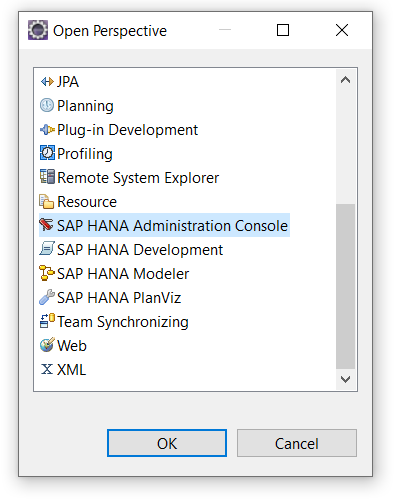 Open Perspective
JPA
Planning
Plug-in Development
Profiling
Remote System Explorer
Resource
SAP HANA Administration Console
SAP HANA Development
SAP HANA Modeler
SAP HANA PlanViz
Team Synchronizing
Web
XML
OK
Cancel